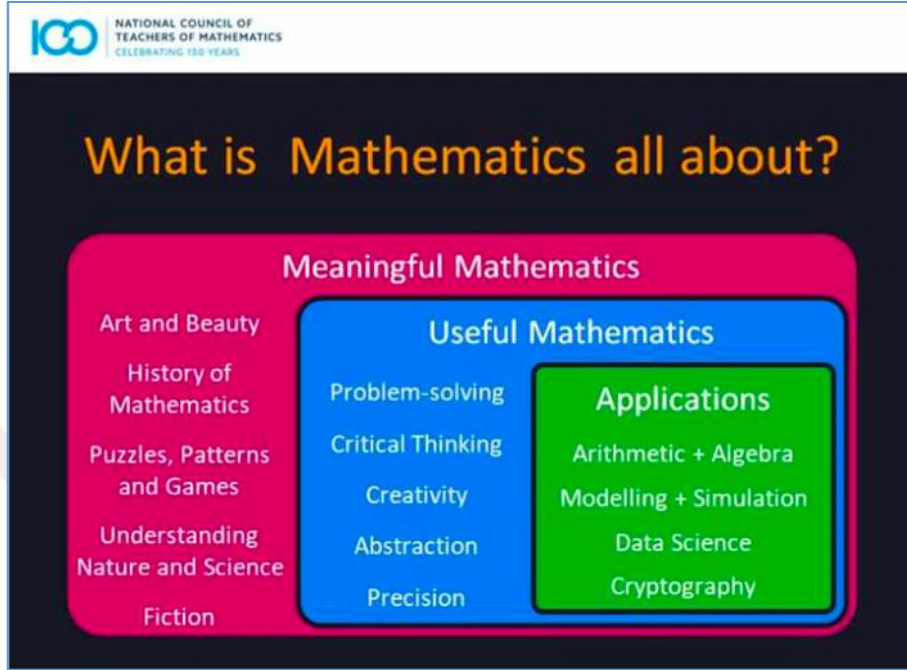 100
NATIONAL COUNCIL OF
TEACHERS OF MATHEMATICS
CELEBRATING 100 YEARS
What is Mathematics all about?
Meaningful Mathematics
Art and Beauty
History of
Mathematics
Puzzles, Patterns
and Games
Understanding
Nature and Science
Fiction
Useful Mathematics
Problem-solving
Critical Thinking
Creativity
Abstraction
Precision
Applications
Arithmetic + Algebra
Modelling + Simulation
Data Science
Cryptography